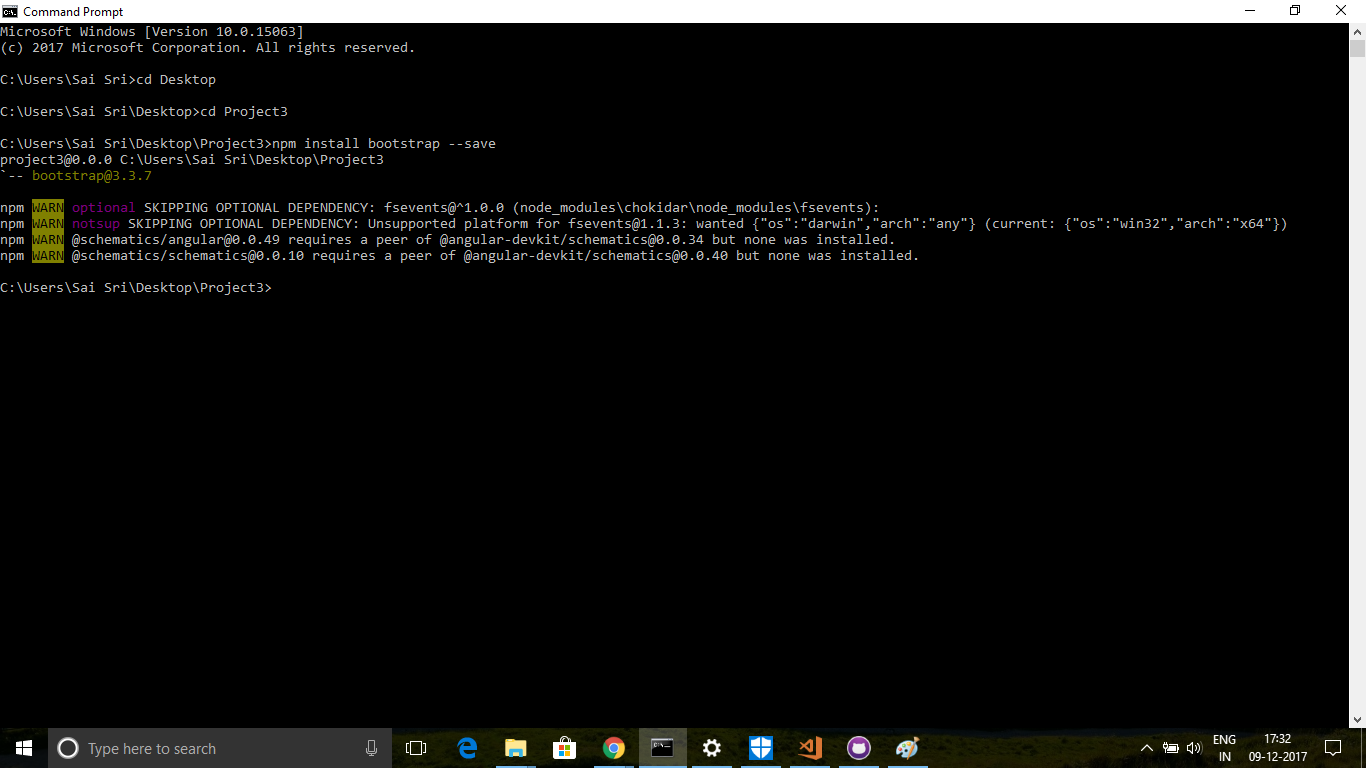 Command Prompt
Microsoft Windows [Version 10.0.15063]
(c) 2017 Microsoft Corporation. All rights reserved.
C:\Users\Sai Sri>cd Desktop
C:\Users\Sai Sri\Desktop>cd Project3
C:\Users\Sai Sri\Desktop\Project3>npm install bootstrap --save
project3@0.0.0 C:\Users\Sai Sri\Desktop\Project3
`-- bootstrap@3.3.7
npm WARN optional SKIPPING OPTIONAL DEPENDENCY: fsevents@^1.0.0 (node_modules\chokidar\node_modules\fsevents):
npm WARN notsup SKIPPING OPTIONAL DEPENDENCY: Unsupported platform for fsevents@1.1.3: wanted {"os":"darwin","arch":"any"} (current: {"os":"win32","arch":"x64"})
npm WARN @schematics/angular@0.0.49 requires a peer of @angular-devkit/schematics@0.0.34 but none was installed.
npm WARN @schematics/schematics@0.0.10 requires a peer of @angular-devkit/schematics@0.0.40 but none was installed.
C:\Users\Sai Sri\Desktop\Project3>
Type here to search
ENG
IN
17:32
09-12-2017